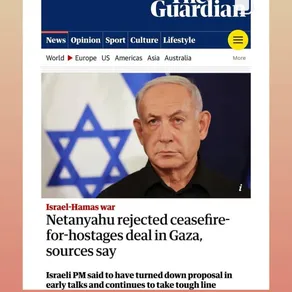 The
Guardian
News Opinion Sport Culture Lifestyle
World Europe US Americas Asia Australia More
i
Israel-Hamas war
Netanyahu rejected ceasefire-
for-hostages deal in Gaza,
sources say
Israeli PM said to have turned down proposal in
early talks and continues to take tough line